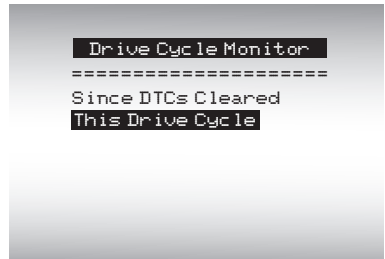 Drive Cycle Monitor
=====================
Since DTCs Cleared
This Drive Cycle